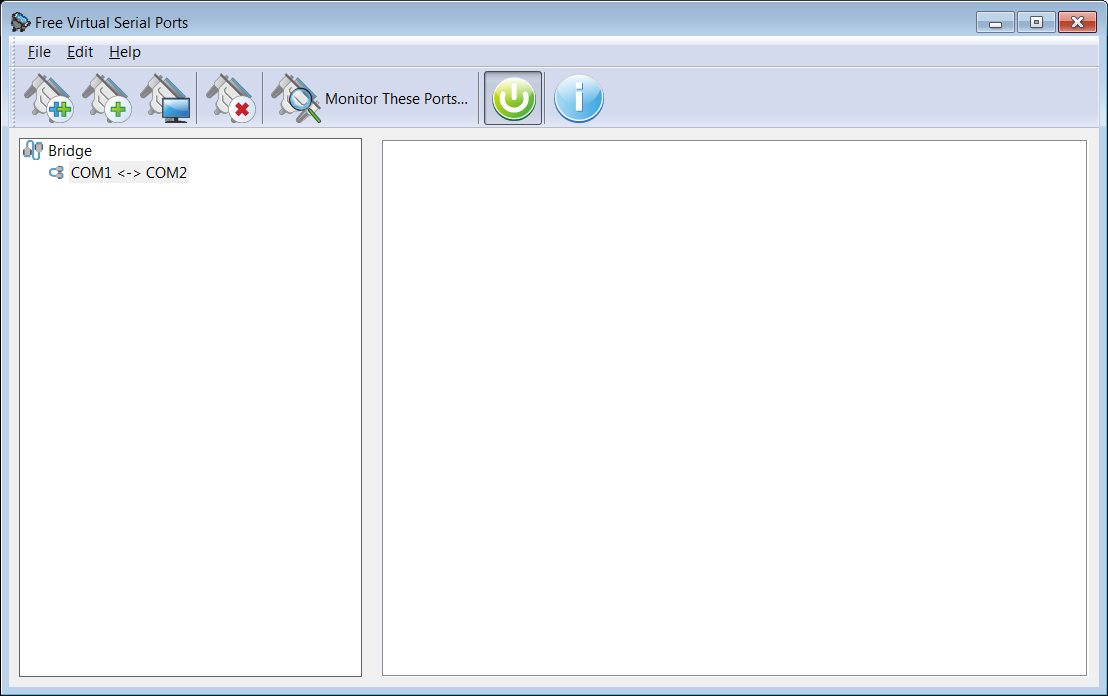 Free Virtual Serial Ports
File Edit Help
Monitor These Ports...
Bridge
COM1 <-> COM2